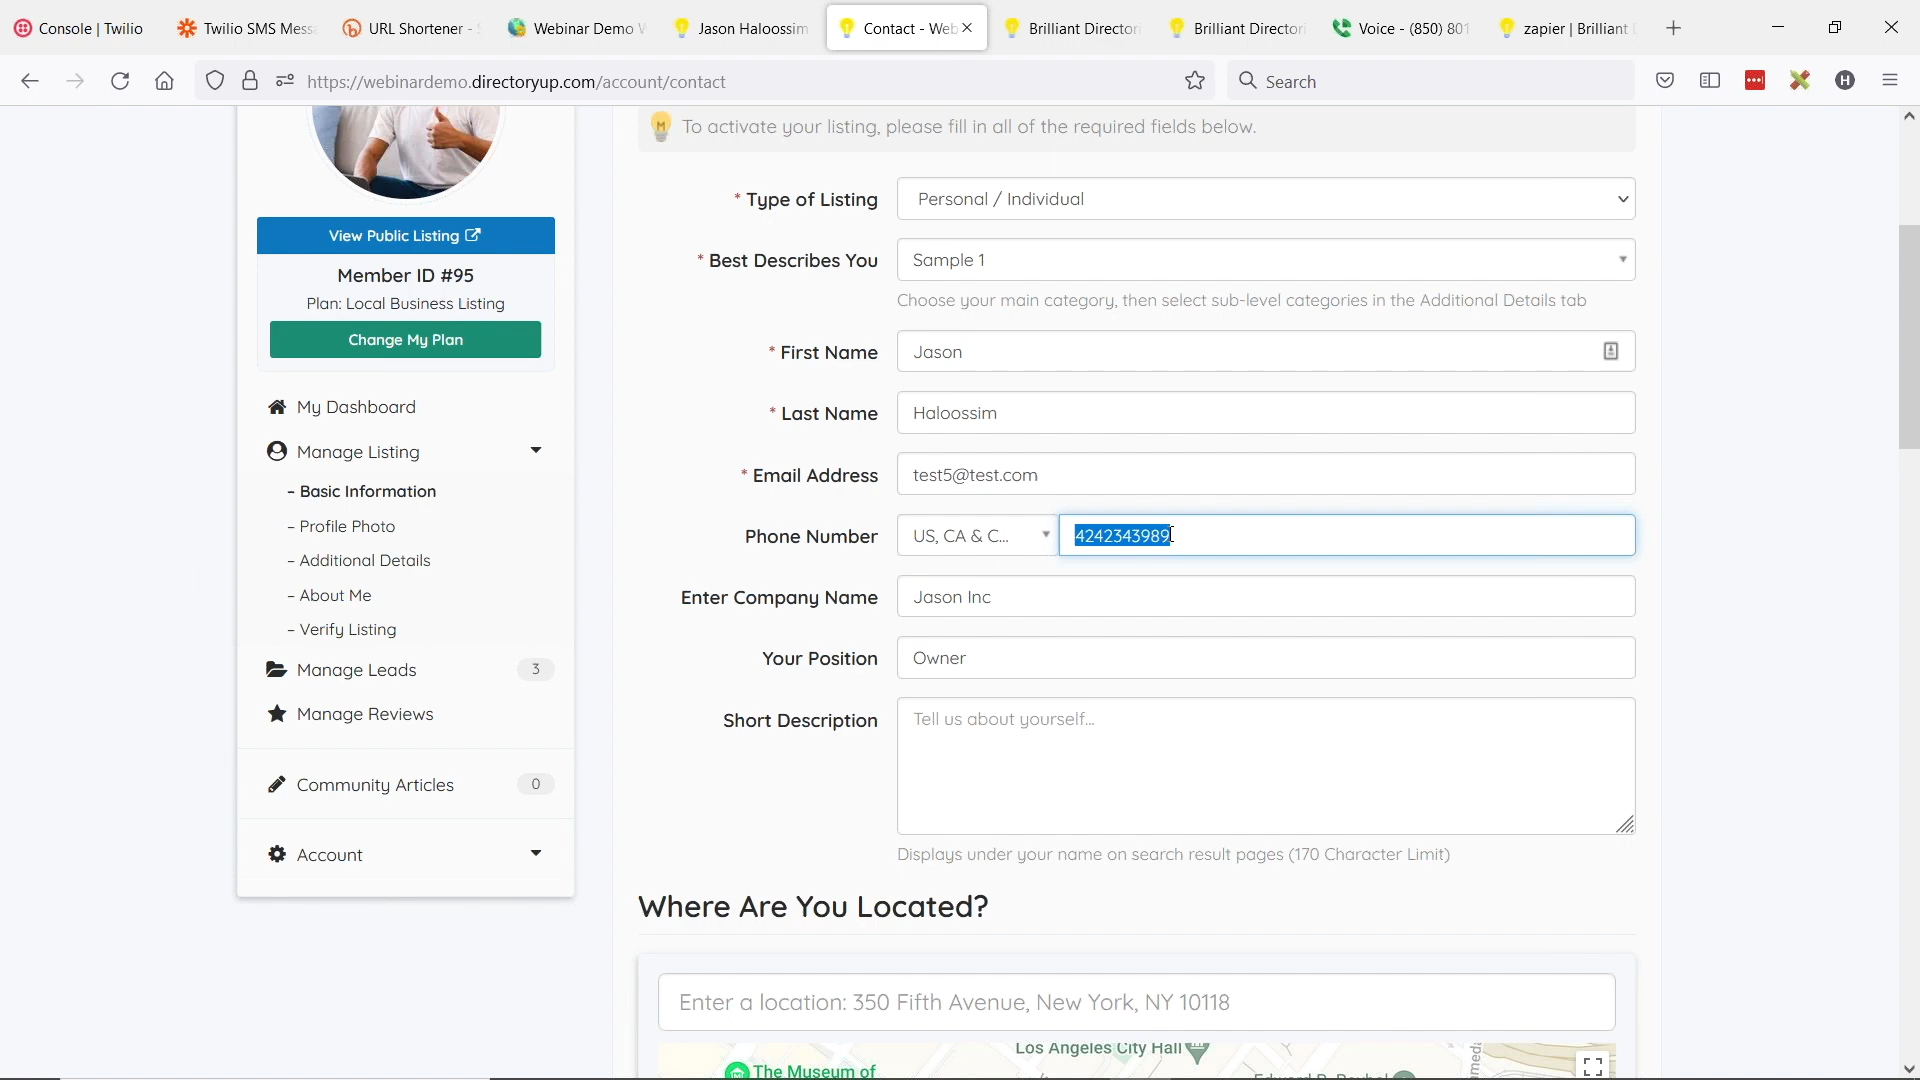 Console | Twilio
Twilio SMS Mess
URL Shortener -
Webinar Demo
Jason Haloossim
Contact - Web
Brilliant Director
Brilliant Directori
Voice - (850) 801
zapier | Brilliant
https://webinardemo.directoryup.com/account/contact
Search
View Public Listing
Member ID #95
Plan: Local Business Listing
Change My Plan
My Dashboard
Manage Listing
- Basic Information
- Profile Photo
- Additional Details
- About Me
- Verify Listing
Manage Leads 3
Manage Reviews
Community Articles 0
Account
To activate your listing, please fill in all of the required fields below.
* Type of Listing Personal / Individual
* Best Describes You Sample 1
Choose your main category, then select sub-level categories in the Additional Details tab
* First Name Jason
* Last Name Haloossim
* Email Address test5@test.com
Phone Number US, CA & C... 4242343989
Enter Company Name Jason Inc
Your Position Owner
Short Description Tell us about yourself...
Displays under your name on search result pages (170 Character Limit)
Where Are You Located?
Enter a location: 350 Fifth Avenue, New York, NY 10118
Los Angeles City Hall
The Museum of